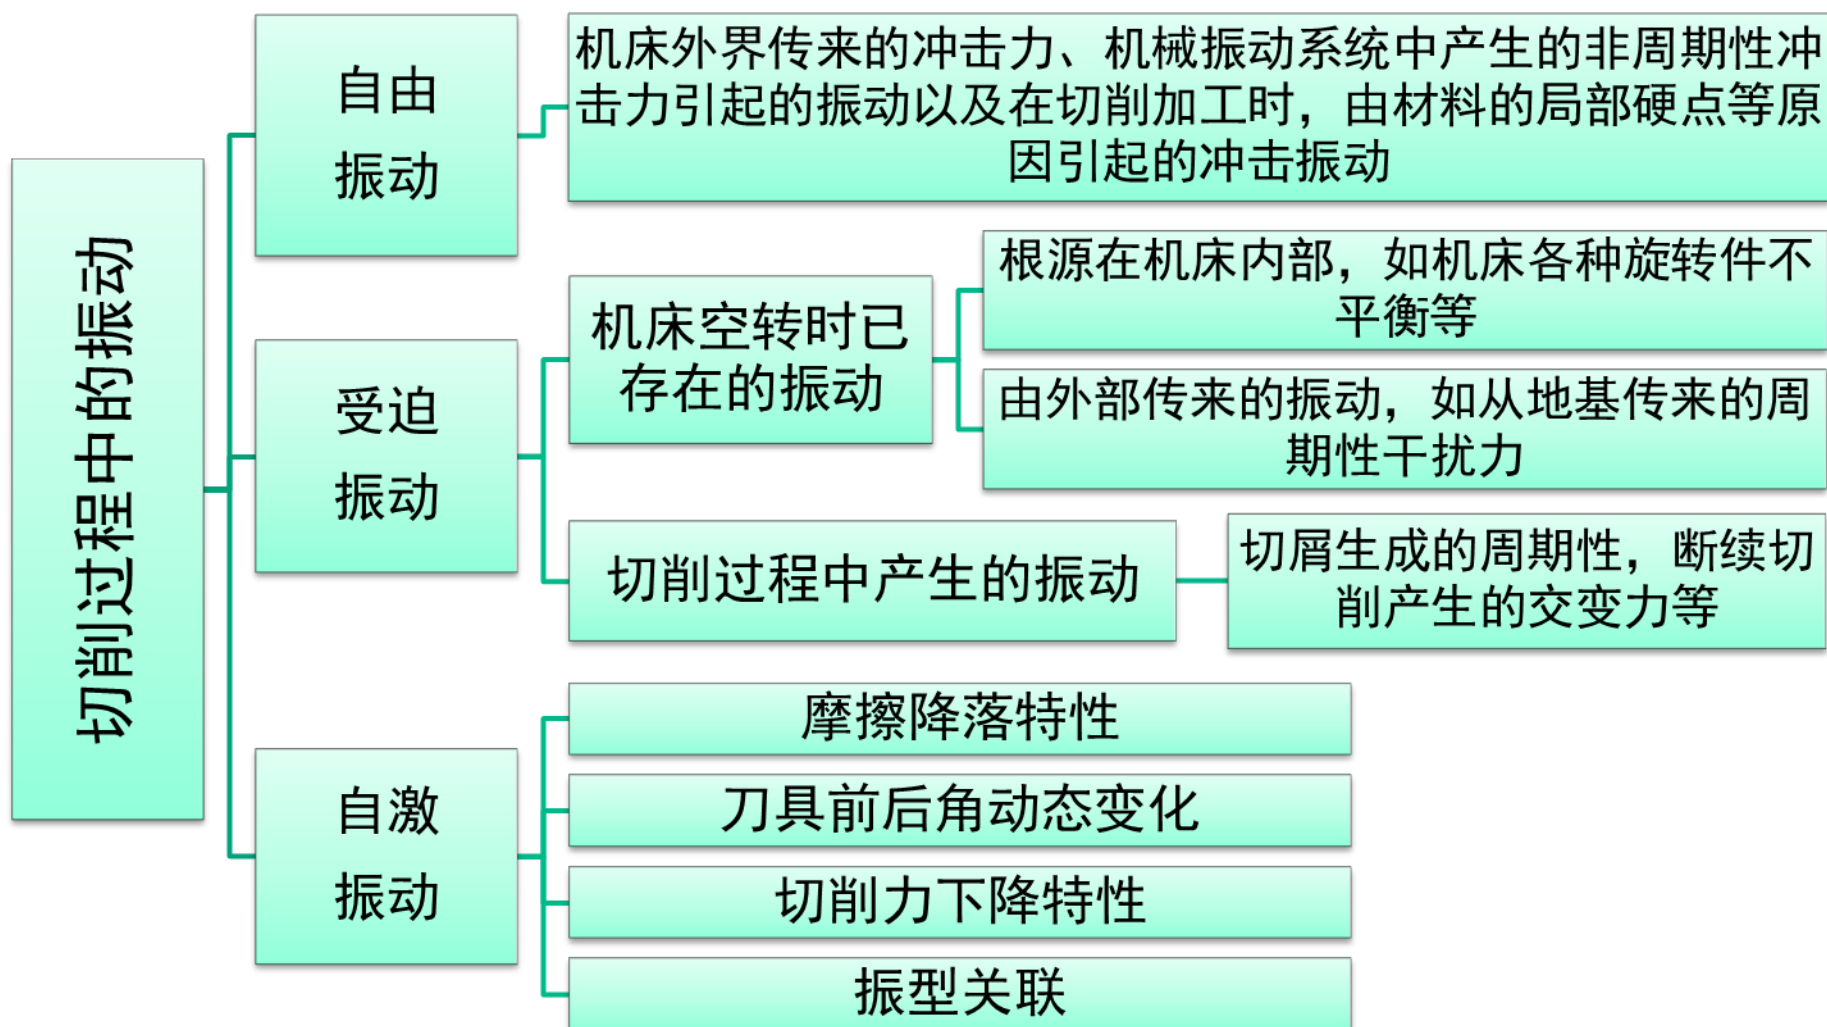 切削过程中的振动
自由
振动
机床外界传来的冲击力、机械振动系统中产生的非周期性冲
击力引起的振动以及在切削加工时，由材料的局部硬点等原
因引起的冲击振动
受迫
振动
机床空转时已
存在的振动
根源在机床内部，如机床各种旋转件不
平衡等
由外部传来的振动，如从地基传来的周
期性干扰力
切削过程中产生的振动
切屑生成的周期性，断续切
削产生的交变力等
自激
振动
摩擦降落特性
刀具前后角动态变化
切削力下降特性
振型关联